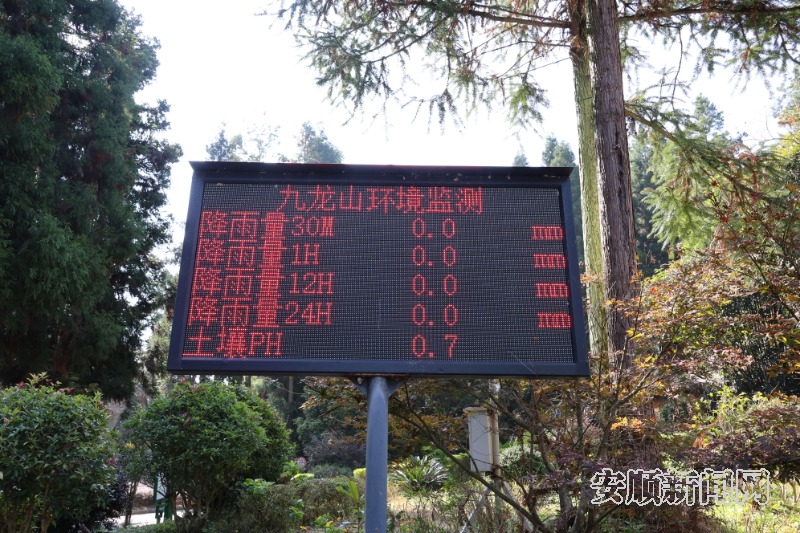 九龙山环境监测
降雨量30M 0.0 mm
降雨量1H 0.0 mm
降雨量12H 0.0 mm
降雨量24H 0.0 mm
土壤PH 0.7
安顺新闻网